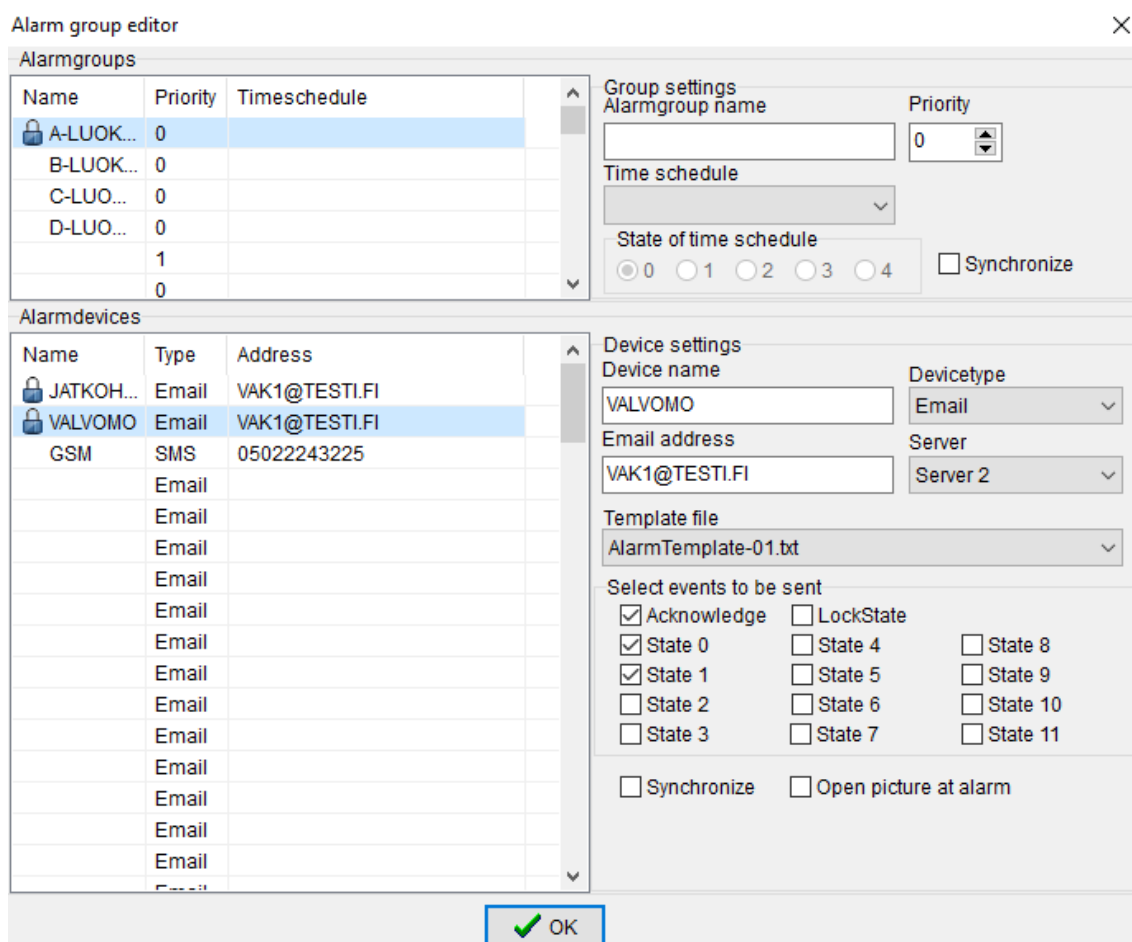 Alarm group editor
Alarmgroups
Name Priority Timeschedule
A-LUOK... 0
B-LUOK... 0
C-LUO... 0
D-LUO... 0
1
0
Group settings
Alarmgroup name Priority
0
Time schedule
State of time schedule
0 1 2 3 4 Synchronize
Alarmdevices
Name Type Address
JATKOH... Email VAK1@TESTI.FI
VALVOMO Email VAK1@TESTI.FI
GSM SMS 05022243225
Email
Email
Email
Email
Email
Email
Email
Email
Email
Email
Email
Email
Email
Email
Device settings
Device name Devicetype
VALVOMO Email
Email address Server
VAK1@TESTI.FI Server 2
Template file
AlarmTemplate-01.txt
Select events to be sent
Acknowledge LockState
State 0 State 4 State 8
State 1 State 5 State 9
State 2 State 6 State 10
State 3 State 7 State 11
Synchronize Open picture at alarm
OK